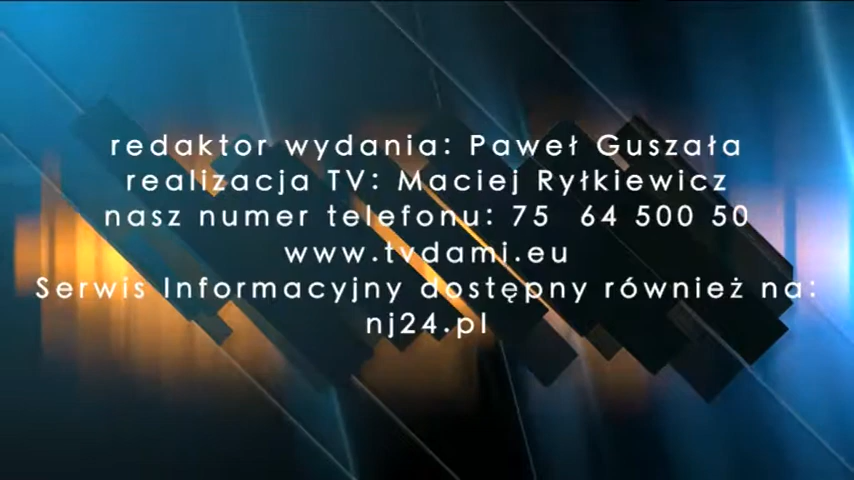 redaktor wydania: Paweł Guszała
realizacja TV: Maciej Ryłkiewicz
nasz numer telefonu: 75 64 500 50
www.tvdami.eu
Serwis Informacyjny dostępny również na:
nj24.pl